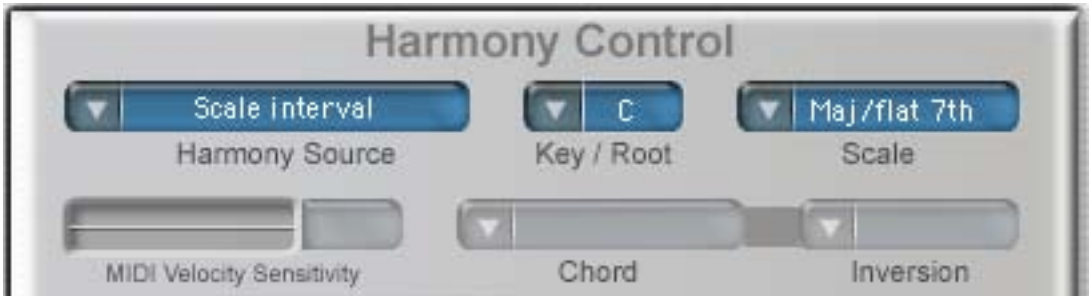 Harmony Control
Scale interval C Maj/flat 7th
Harmony Source Key / Root Scale
MIDI Velocity Sensitivity Chord Inversion